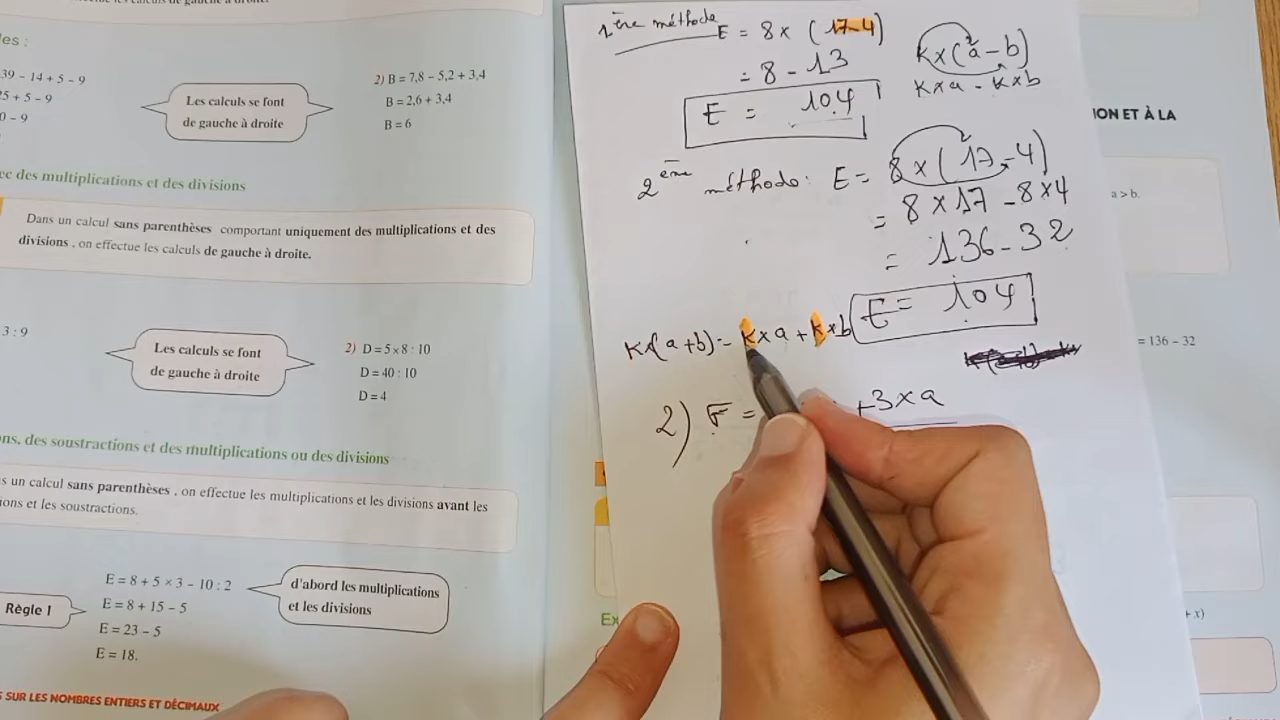 les :
39 – 14 + 5 – 9
25 + 5 – 9
0 – 9
Les calculs se font
de gauche à droite
2) B = 7,8 – 5,2 + 3,4
B = 2,6 + 3,4
B = 6
ec des multiplications et des divisions
Dans un calcul sans parenthèses comportant uniquement des multiplications et des
divisions , on effectue les calculs de gauche à droite.
3 : 9
Les calculs se font
de gauche à droite
2) D = 5 × 8 : 10
D = 40 : 10
D = 4
ons, des soustractions et des multiplications ou des divisions
s un calcul sans parenthèses , on effectue les multiplications et les divisions avant les
ions et les soustractions.
Règle 1
E = 8 + 5 × 3 – 10 : 2
E = 8 + 15 – 5
E = 23 – 5
E = 18.
d'abord les multiplications
et les divisions
S SUR LES NOMBRES ENTIERS ET DÉCIMAUX
1ère méthode E = 8 × (17-4)
= 8 - 13
E = 104
k×(a-b)
k×a - k×b
2ème méthode: E = 8×(17-4)
= 8×17 - 8×4
= 136 - 32
E = 104
k×(a+b) = k×a + k×b
2) F = +3×a
ION ET À LA
a > b.
= 136 – 32
Ex
+ x)